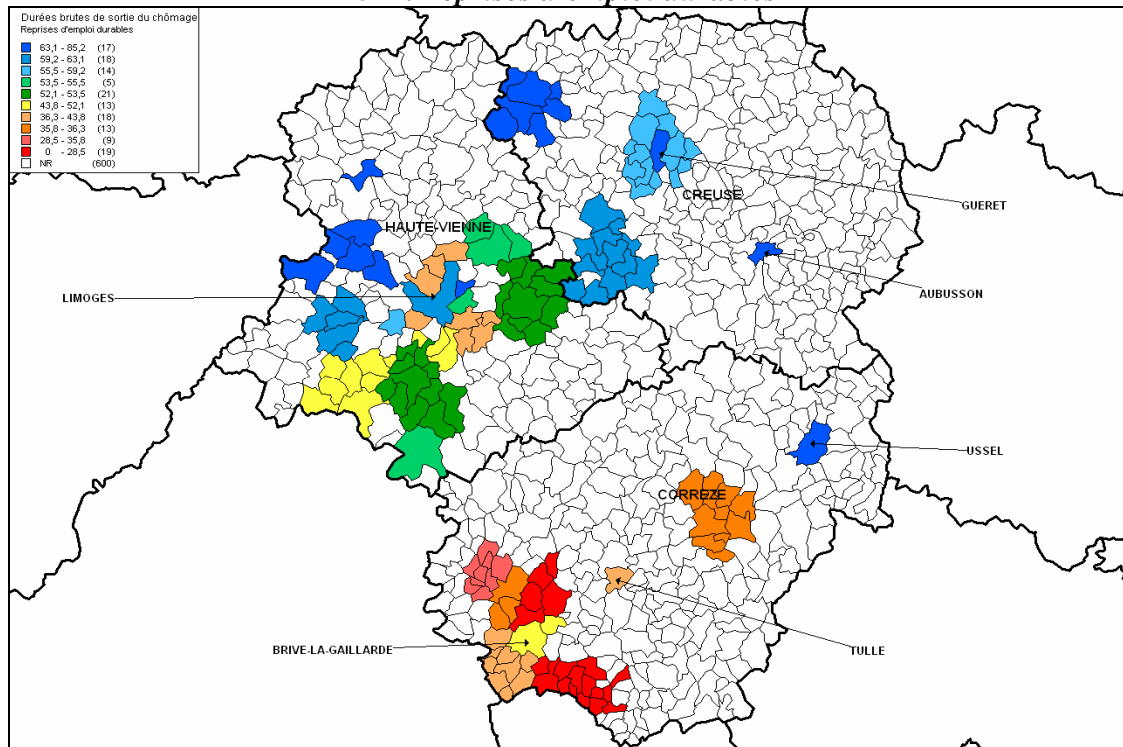 Durées brutes de sortie du chômage
Reprises d'emploi durables
63,1 - 85,2 (17)
59,2 - 63,1 (18)
55,5 - 59,2 (14)
53,5 - 55,5 (5)
52,1 - 53,5 (21)
43,8 - 52,1 (13)
36,3 - 43,8 (18)
35,8 - 36,3 (13)
28,5 - 35,8 (9)
0 - 28,5 (19)
NR (600)
CREUSE
GUERET
HAUTE-VIENNE
AUBUSSON
LIMOGES
USSEL
CORREZE
BRIVE-LA-GAILLARDE
TULLE